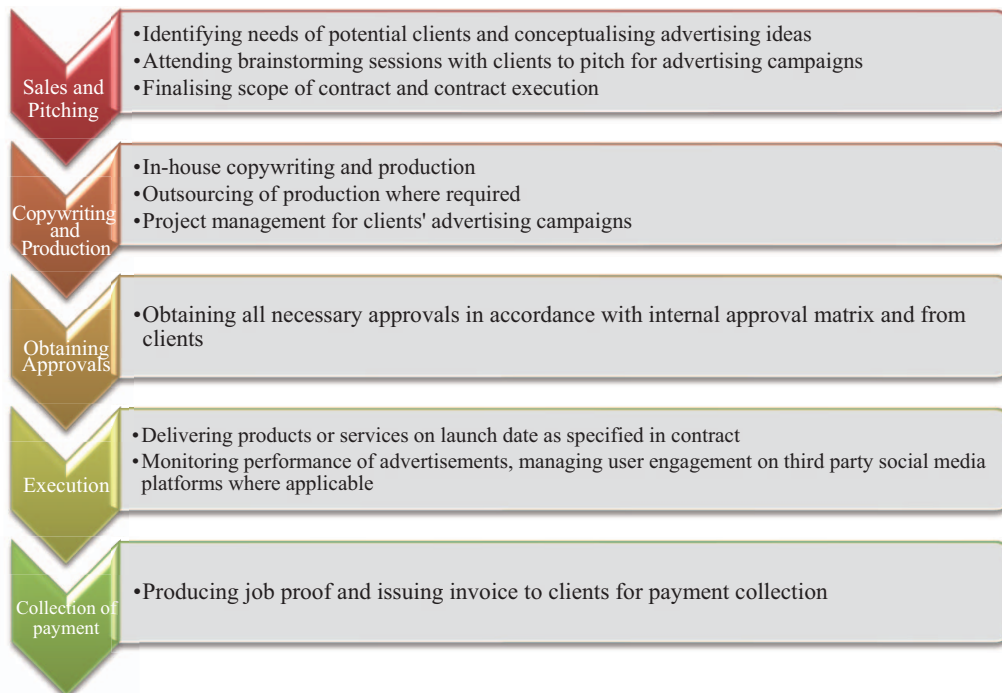 Sales and
Pitching
•Identifying needs of potential clients and conceptualising advertising ideas
•Attending brainstorming sessions with clients to pitch for advertising campaigns
•Finalising scope of contract and contract execution
Copywriting
and
Production
•In-house copywriting and production
•Outsourcing of production where required
•Project management for clients' advertising campaigns
Obtaining
Approvals
•Obtaining all necessary approvals in accordance with internal approval matrix and from
clients
Execution
•Delivering products or services on launch date as specified in contract
•Monitoring performance of advertisements, managing user engagement on third party social media
platforms where applicable
Collection of
payment
•Producing job proof and issuing invoice to clients for payment collection